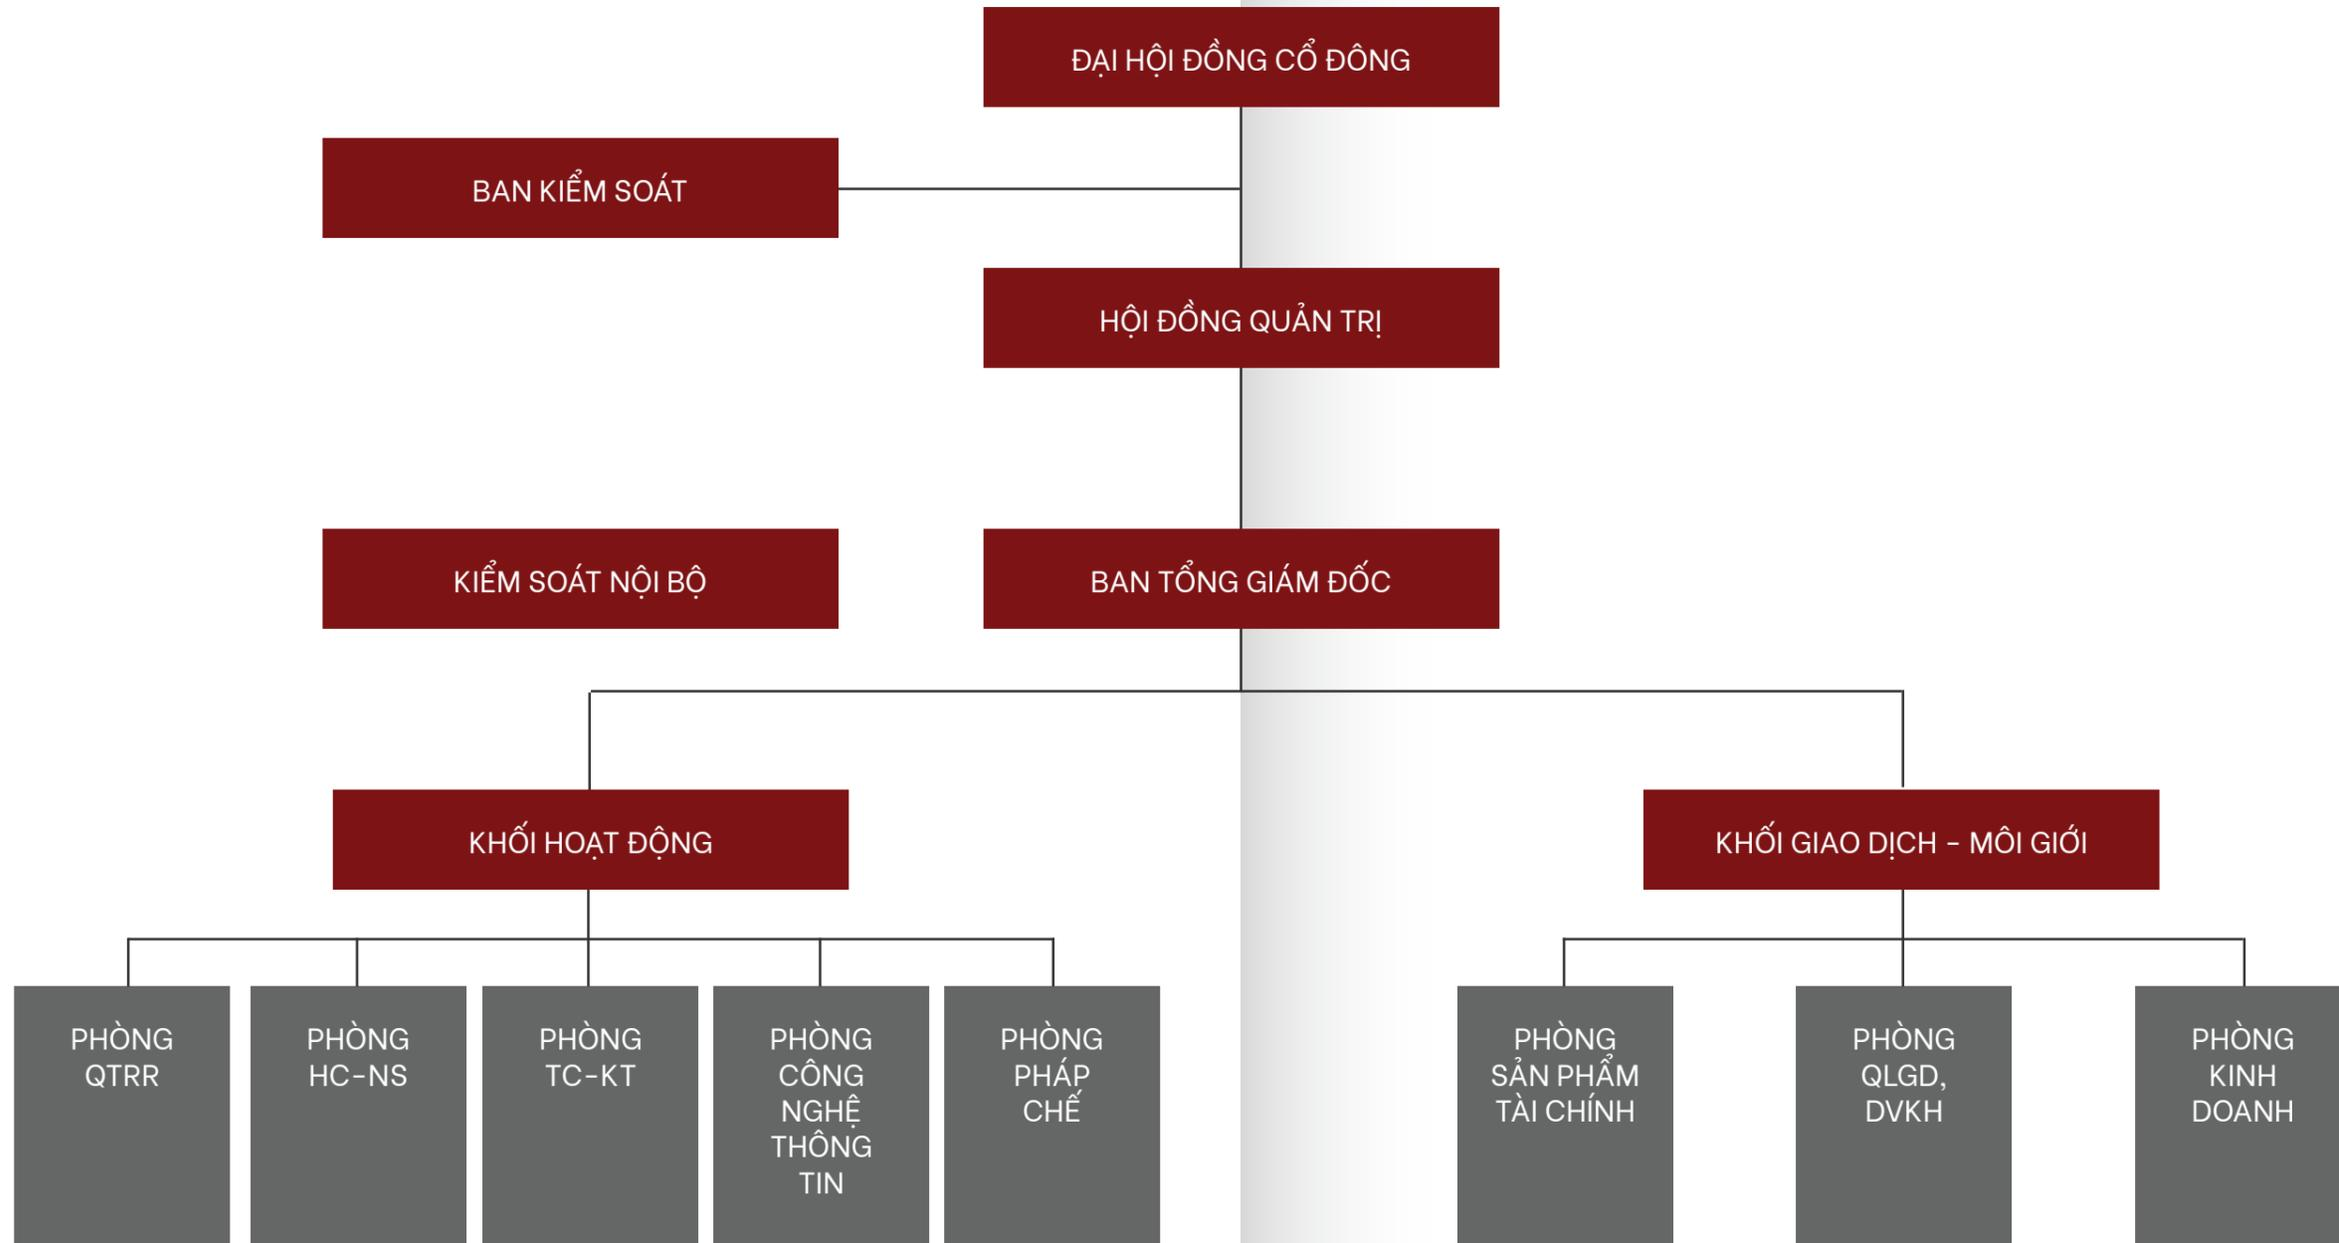 ĐẠI HỘI ĐỒNG CỔ ĐÔNG
BAN KIỂM SOÁT
HỘI ĐỒNG QUẢN TRỊ
KIỂM SOÁT NỘI BỘ
BAN TỔNG GIÁM ĐỐC
KHỐI HOẠT ĐỘNG
KHỐI GIAO DỊCH - MÔI GIỚI
PHÒNG
QTRR
PHÒNG
HC-NS
PHÒNG
TC-KT
PHÒNG
CÔNG
NGHỆ
THÔNG
TIN
PHÒNG
PHÁP
CHẾ
PHÒNG
SẢN PHẨM
TÀI CHÍNH
PHÒNG
QLGD,
DVKH
PHÒNG
KINH
DOANH